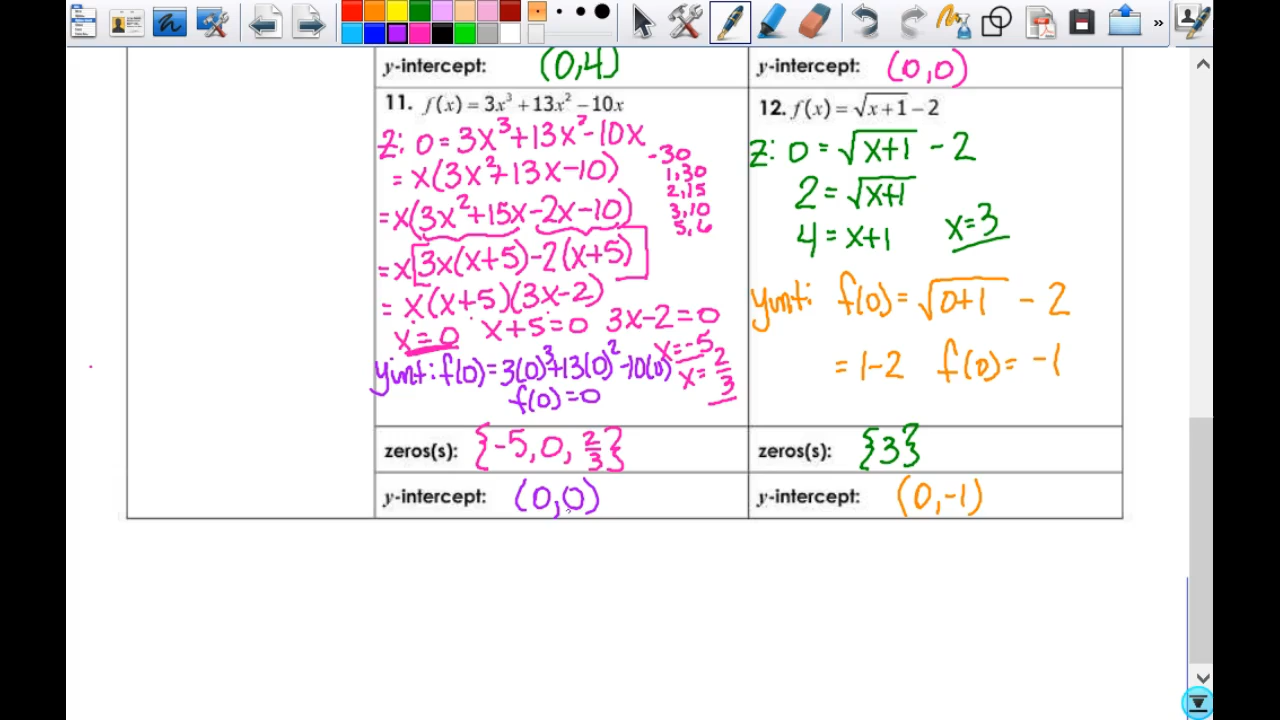 y-intercept: (0,4)
y-intercept: (0,0)
11. f(x) = 3x³ + 13x² − 10x
z: 0 = 3x³ + 13x² − 10x
= x(3x² + 13x − 10)
= x(3x² + 15x − 2x − 10)
= x[3x(x+5) − 2(x+5)]
= x(x+5)(3x−2)
x = 0 x + 5 = 0 3x − 2 = 0
x = −5
x = 2/3
-30
1,30
2,15
3,10
5,6
yint: f(0) = 3(0)³ + 13(0)² − 10(0)
f(0) = 0
zeros(s): {-5, 0, 2/3}
y-intercept: (0,0)
12. f(x) = √(x+1) − 2
z: 0 = √(x+1) − 2
2 = √(x+1)
4 = x+1 x = 3
yint: f(0) = √(0+1) − 2
= 1−2 f(0) = −1
zeros(s): {3}
y-intercept: (0,-1)